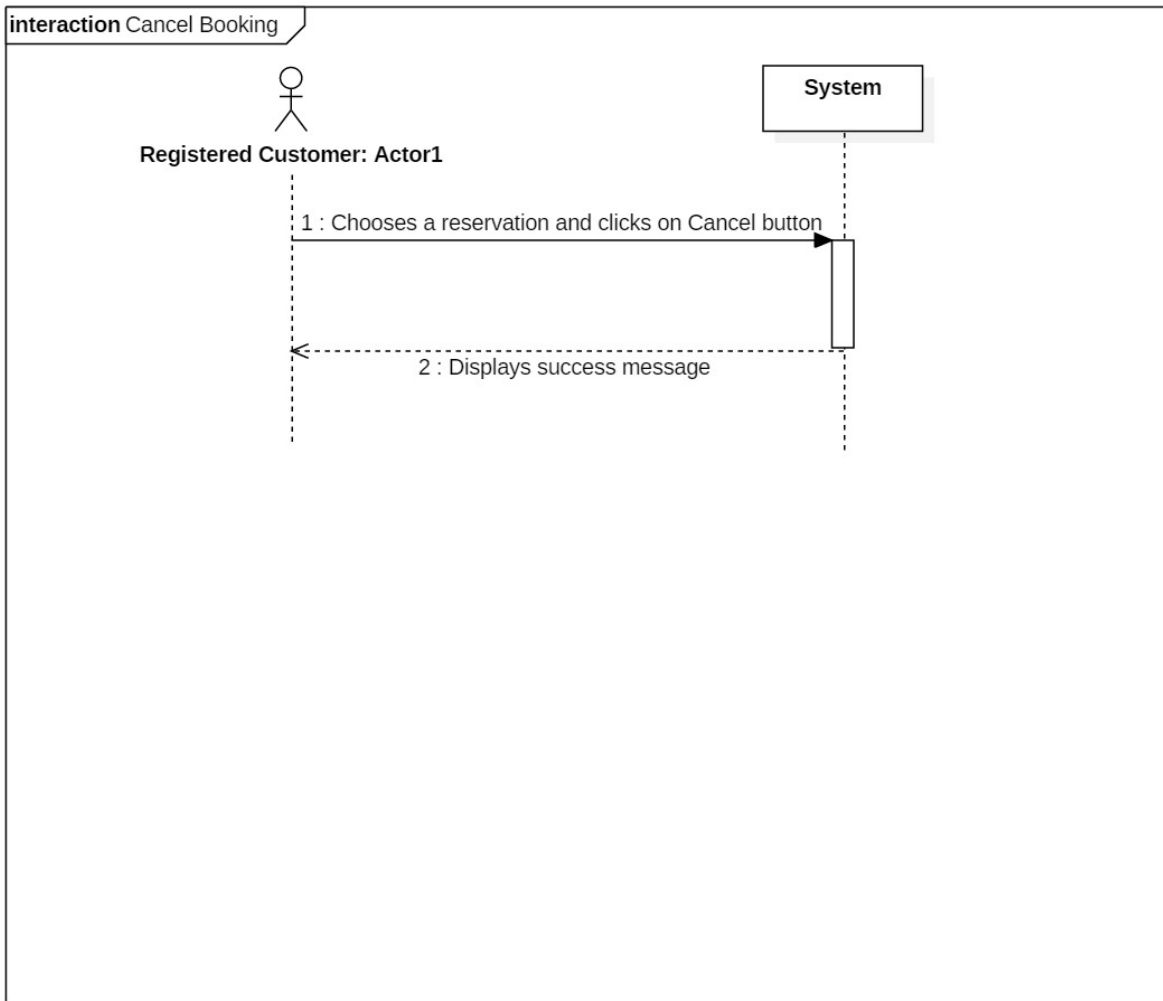 interaction Cancel Booking
System
Registered Customer: Actor1
1 : Chooses a reservation and clicks on Cancel button
2 : Displays success message